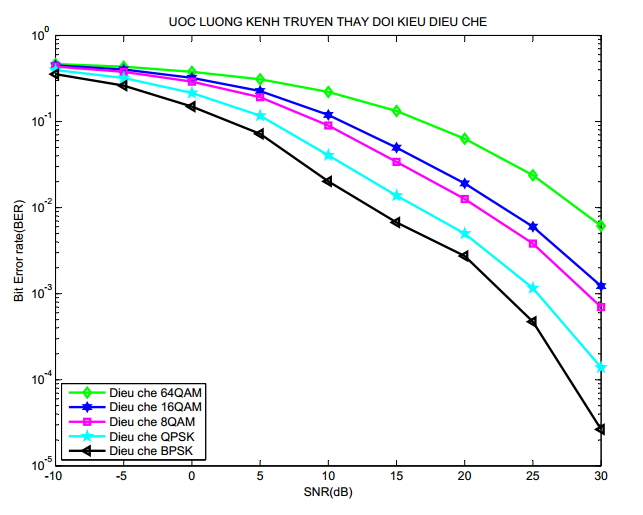 UOC LUONG KENH TRUYEN THAY DOI KIEU DIEU CHE
10^0
10^-1
10^-2
10^-3
10^-4
10^-5
Bit Error rate(BER)
Dieu che 64QAM
Dieu che 16QAM
Dieu che 8QAM
Dieu che QPSK
Dieu che BPSK
-10 -5 0 5 10 15 20 25 30
SNR(dB)